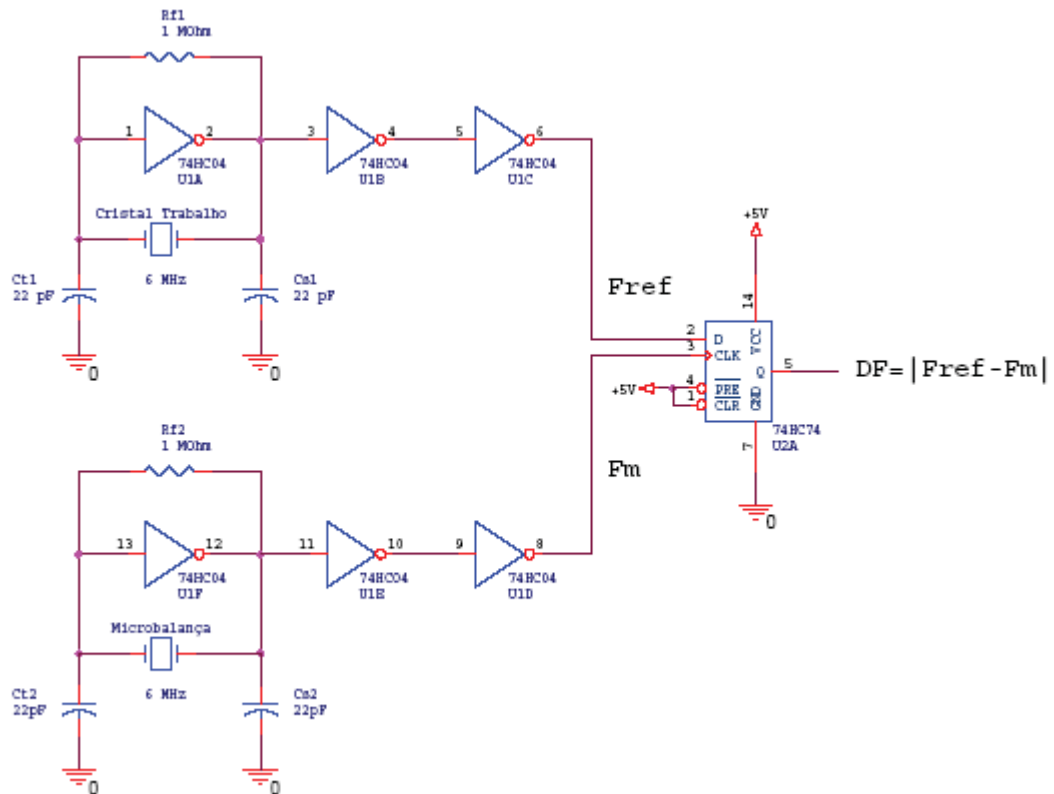 Rf1
1 MOhm
1
2
3
4
5
6
74HC04
U1A
74HC04
U1B
74HC04
U1C
Cristal Trabalho
6 MHz
Ct1
22 pF
Cs1
22 pF
0
0
Fref
+5V
14
2
D
VCC
3
CLK
Q
5
DF=|Fref-Fm|
+5V
4
PRE
1
CLR
GND
74HC74
U2A
7
0
Fm
Rf2
1 MOhm
13
12
11
10
9
8
74HC04
U1F
74HC04
U1E
74HC04
U1D
Microbalança
6 MHz
Ct2
22pF
Cs2
22pF
0
0